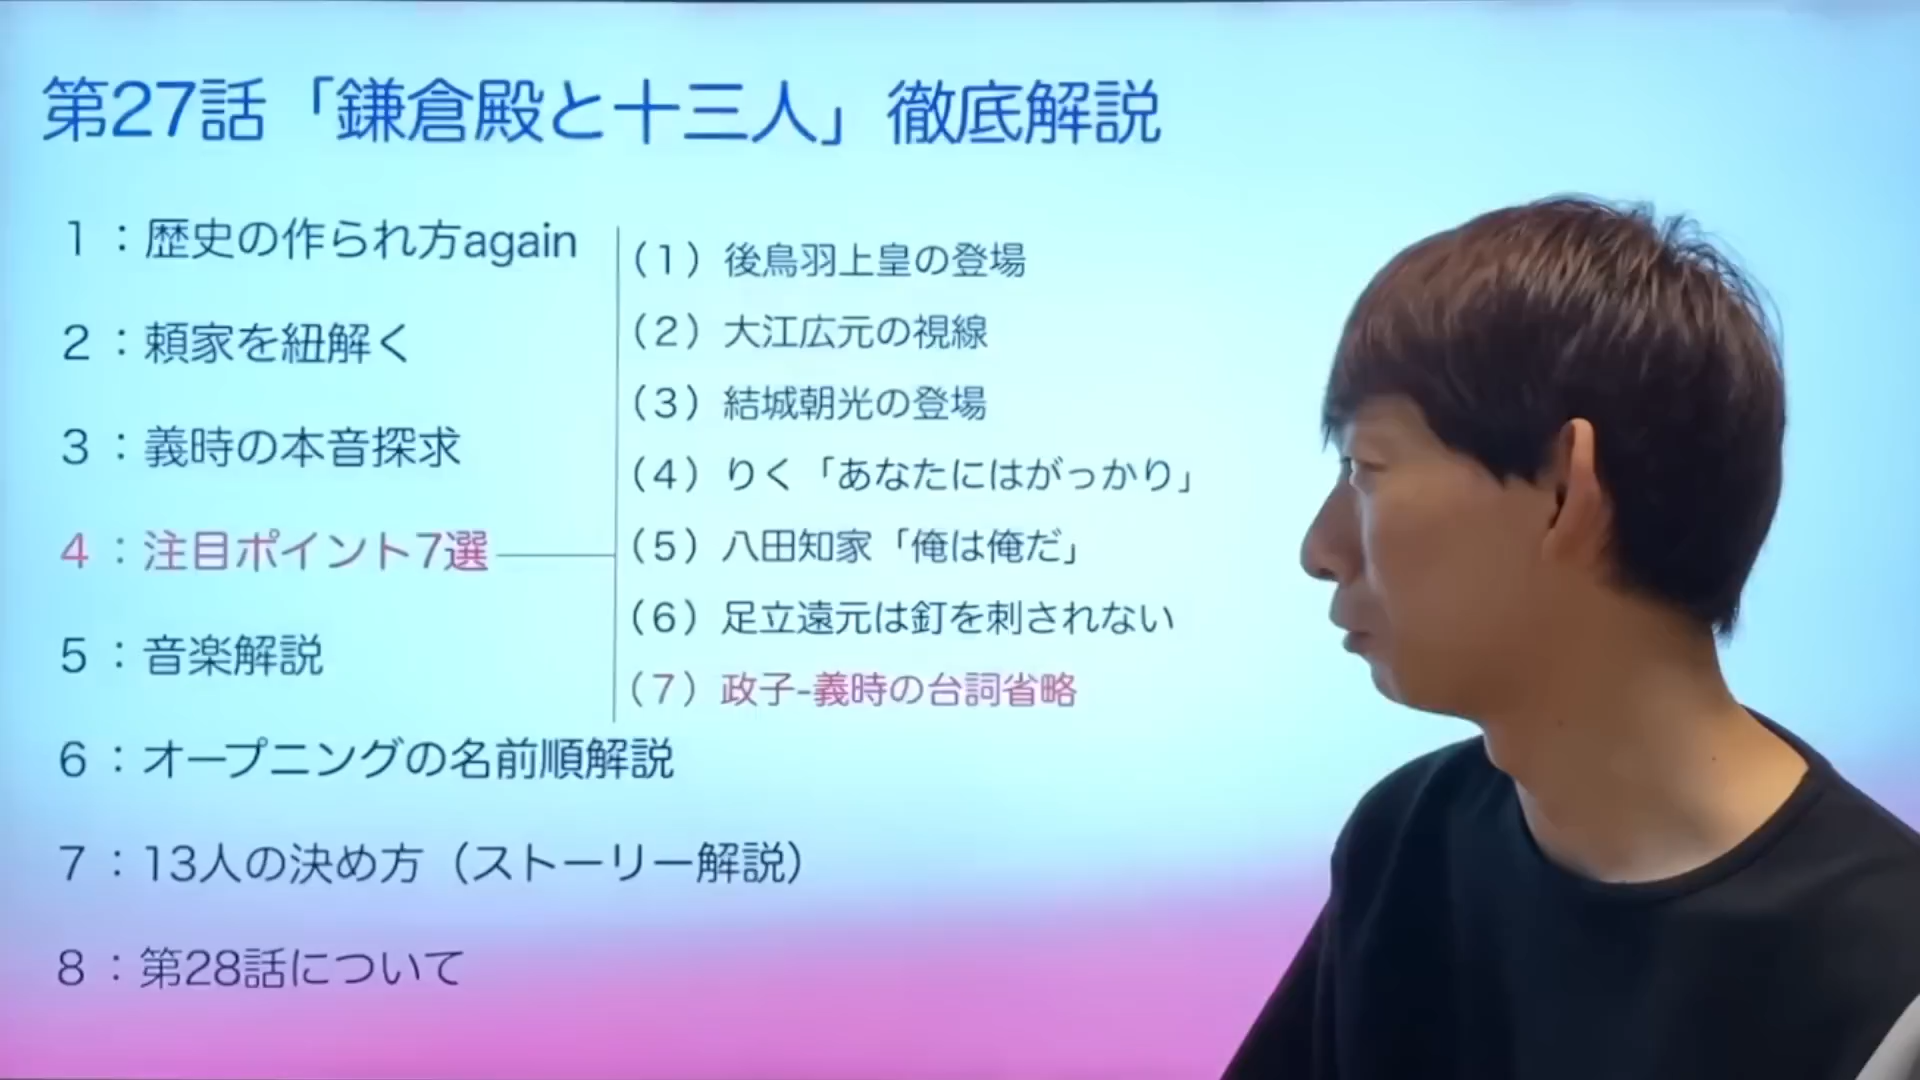 第27話「鎌倉殿と十三人」徹底解説
1：歴史の作られ方again
2：頼家を紐解く
3：義時の本音探求
4：注目ポイント7選
（1）後鳥羽上皇の登場
（2）大江広元の視線
（3）結城朝光の登場
（4）りく「あなたにはがっかり」
（5）八田知家「俺は俺だ」
（6）足立遠元は釘を刺されない
（7）政子-義時の台詞省略
5：音楽解説
6：オープニングの名前順解説
7：13人の決め方（ストーリー解説）
8：第28話について